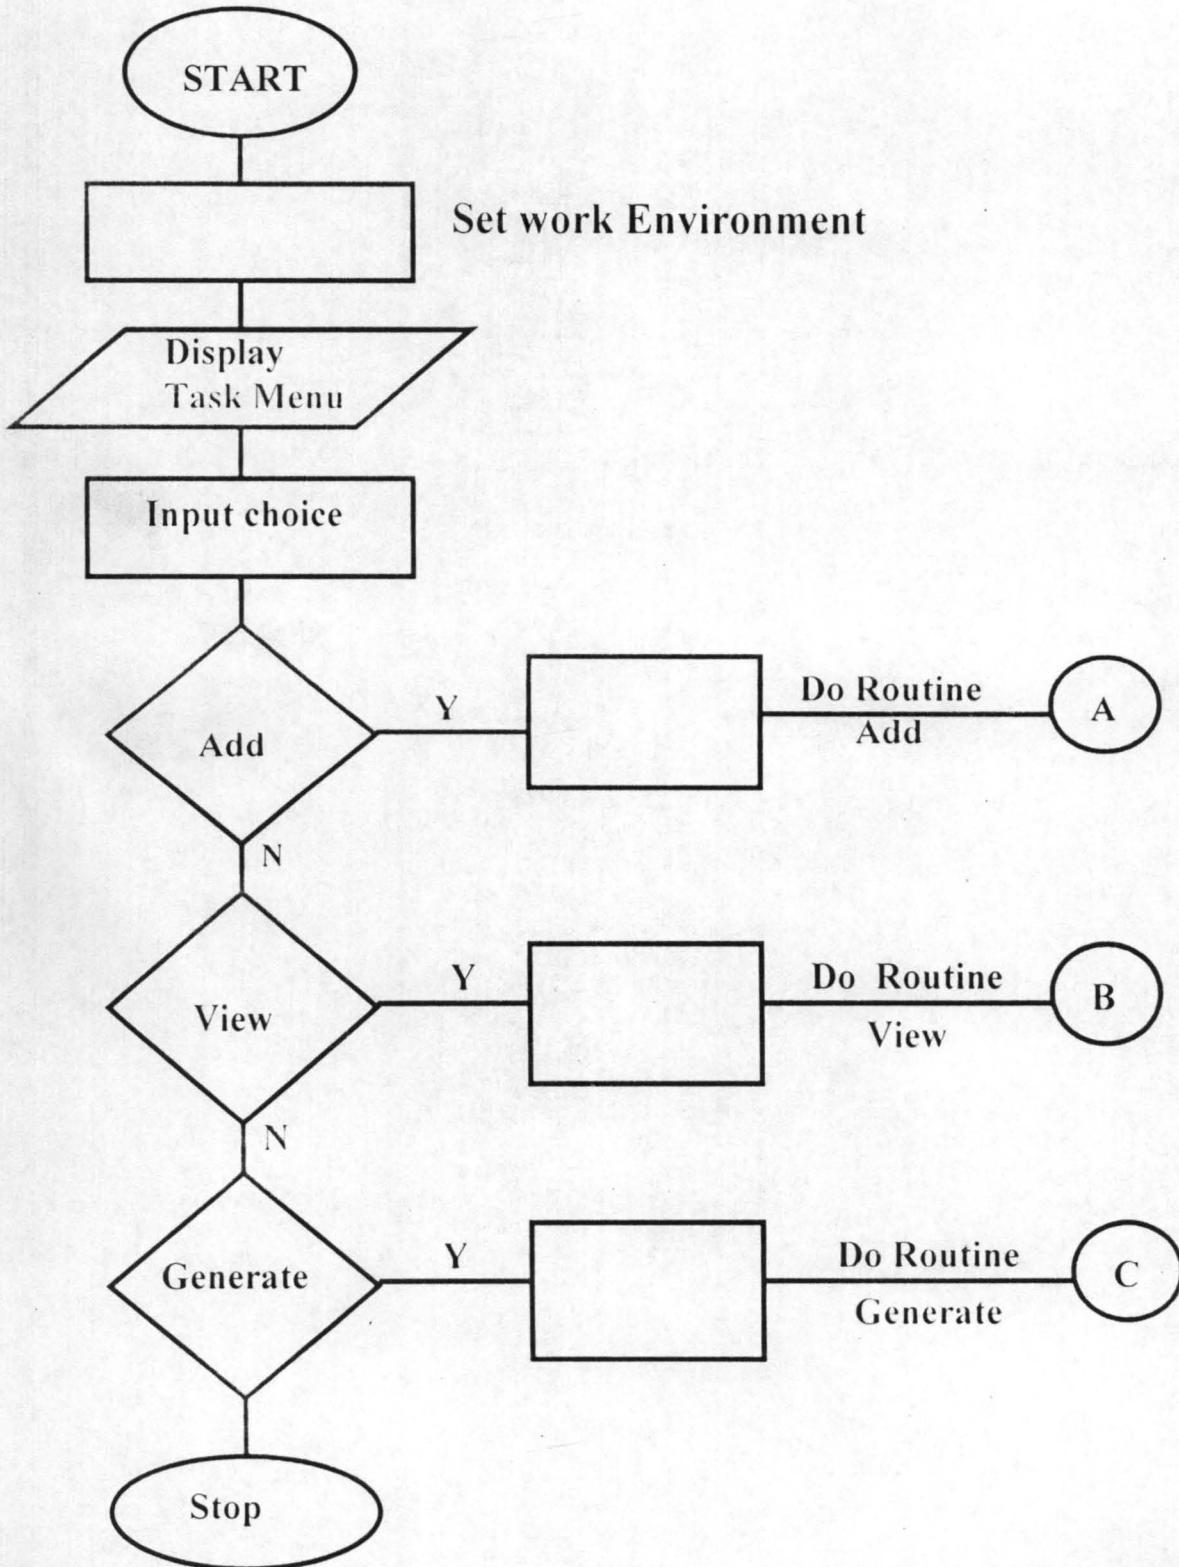 START
Set work Environment
Display
Task Menu
Input choice
Add
Y
Do Routine
Add
A
N
View
Y
Do Routine
View
B
N
Generate
Y
Do Routine
Generate
C
Stop